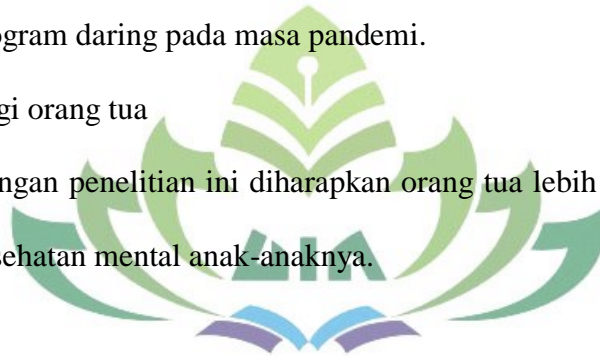 ogram daring pada masa pandemi.
gi orang tua
ngan penelitian ini diharapkan orang tua lebih
sehatan mental anak-anaknya.